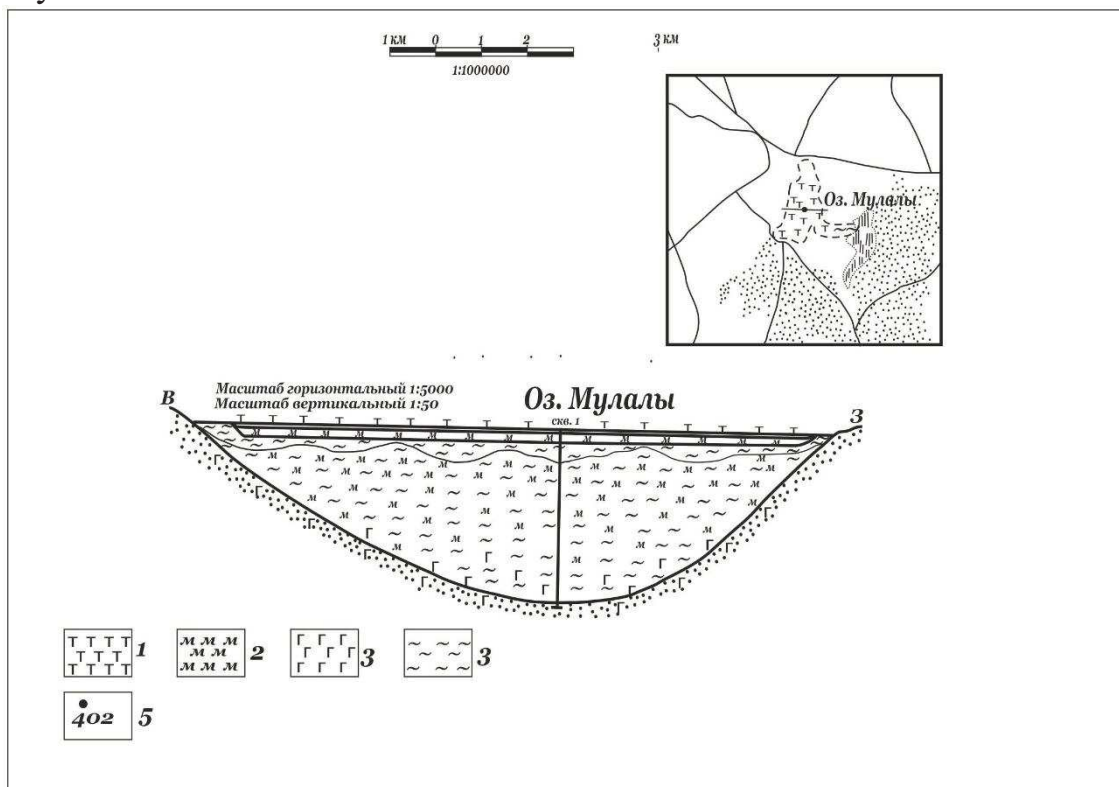 1 км 0 1 2 3 км
1:1000000
Оз. Мулалы
Масштаб горизонтальный 1:5000
Масштаб вертикальный 1:50
В
Оз. Мулалы
скв. 1
З
1
2
3
3
402
5